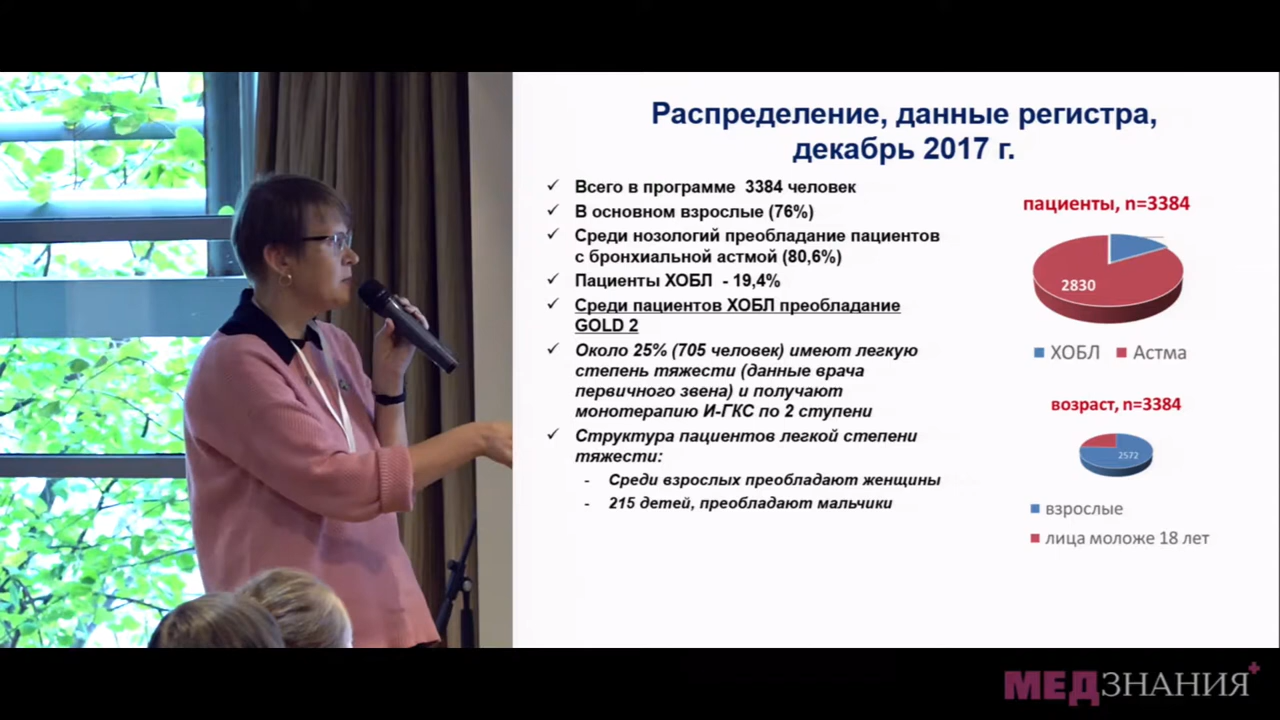 Распределение, данные регистра,
декабрь 2017 г.
Всего в программе 3384 человек
В основном взрослые (76%)
Среди нозологий преобладание пациентов
с бронхиальной астмой (80,6%)
Пациенты ХОБЛ - 19,4%
Среди пациентов ХОБЛ преобладание
GOLD 2
Около 25% (705 человек) имеют легкую
степень тяжести (данные врача
первичного звена) и получают
монотерапию И-ГКС по 2 ступени
Структура пациентов легкой степени
тяжести:
- Среди взрослых преобладают женщины
- 215 детей, преобладают мальчики
пациенты, n=3384
2830
ХОБЛ Астма
возраст, n=3384
2572
взрослые
лица моложе 18 лет
МЕДЗНАНИЯ+